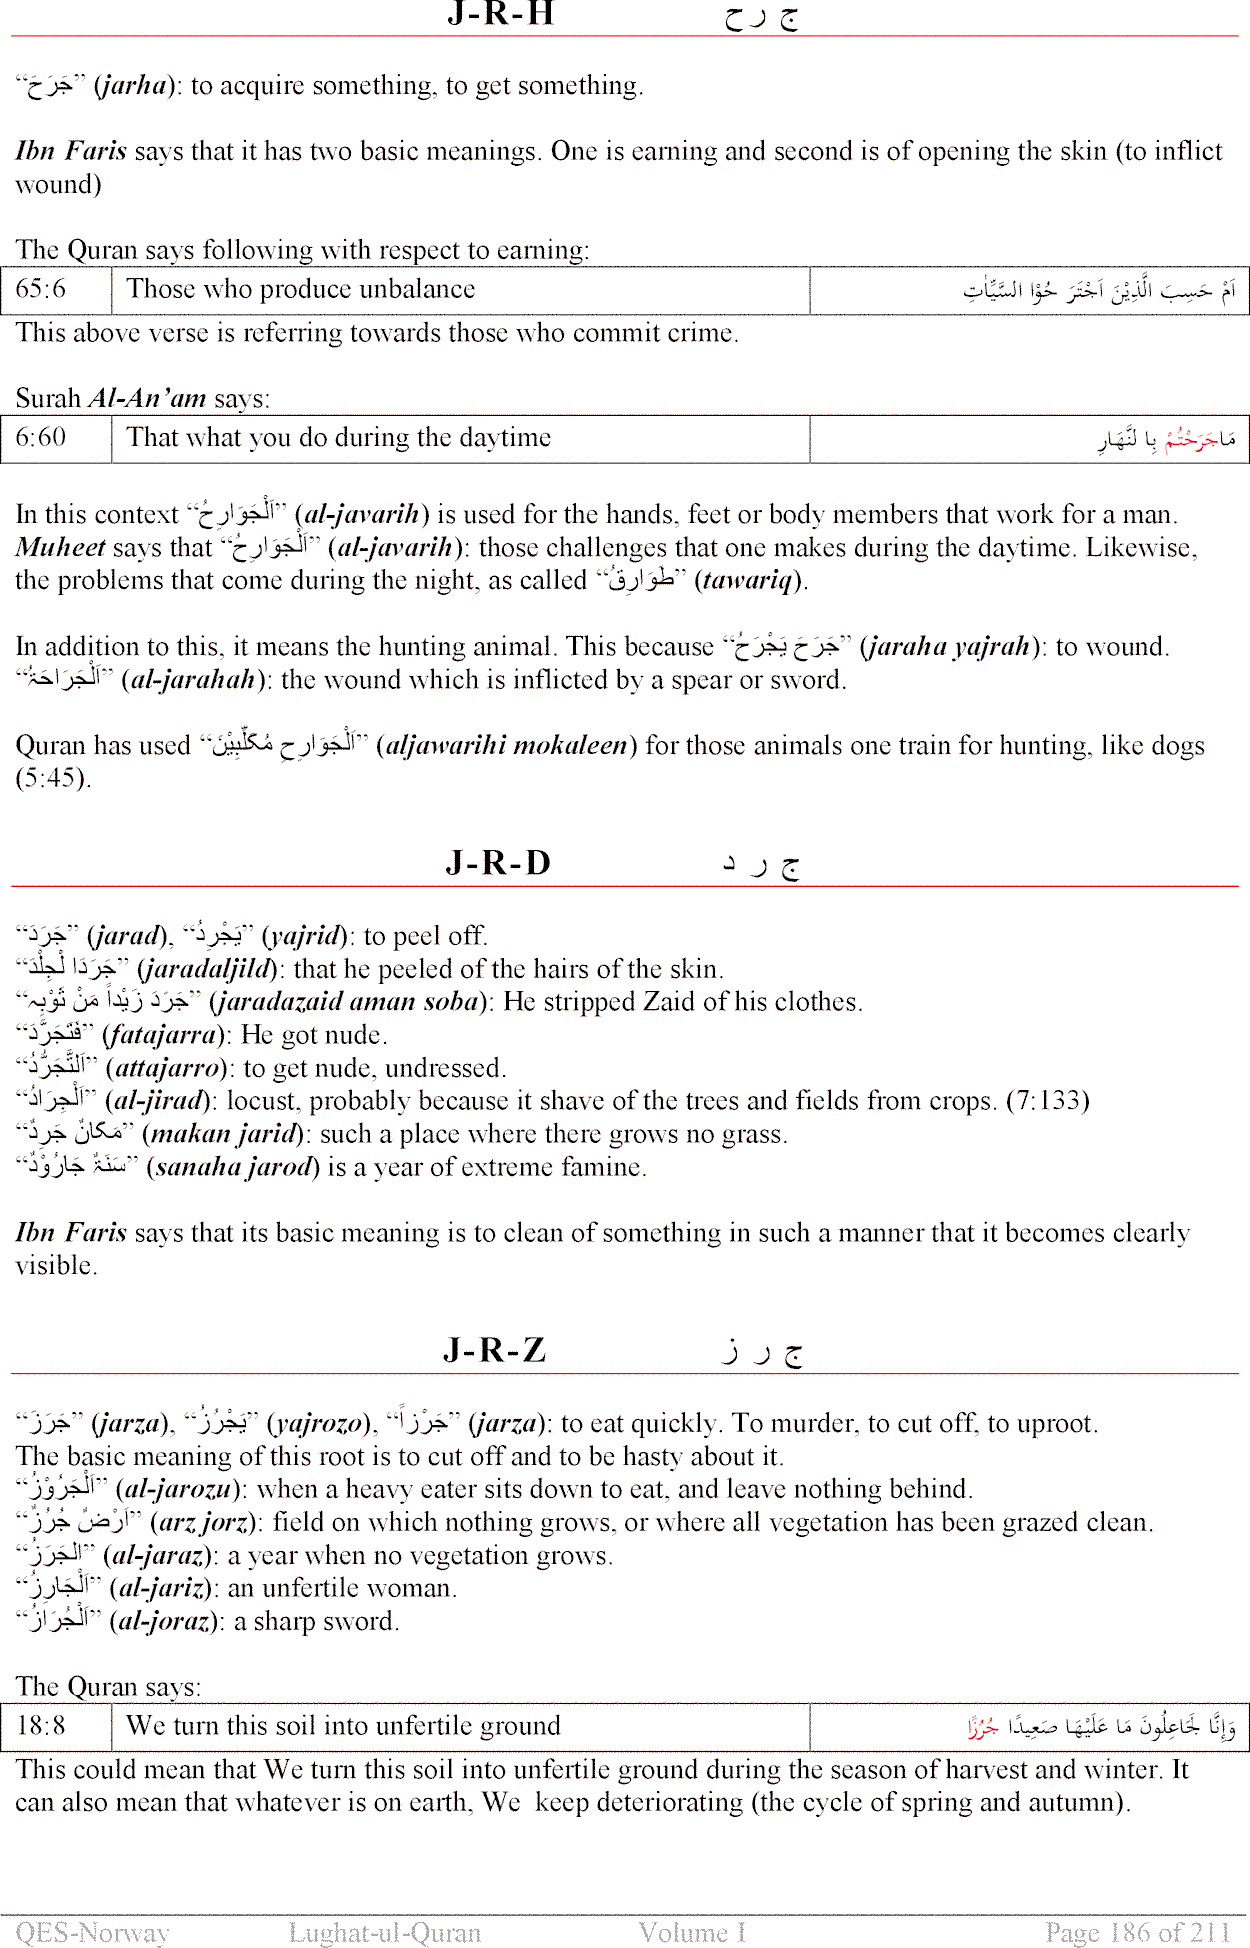 J-R-H ج ر ح
“جَرَحَ” (jarha): to acquire something, to get something.
Ibn Faris says that it has two basic meanings. One is earning and second is of opening the skin (to inflict
wound)
The Quran says following with respect to earning:
65:6 Those who produce unbalance اَمْ حَسِبَ الَّذِيْنَ اجْتَرَ حُوْا السَّيِّاٰتِ
This above verse is referring towards those who commit crime.
Surah Al-An’am says:
6:60 That what you do during the daytime مَاجَرَحْتُمْ بِا لنَّهَارِ
In this context “اَلْجَوَارِحُ” (al-javarih) is used for the hands, feet or body members that work for a man.
Muheet says that “اَلْجَوَارِحُ” (al-javarih): those challenges that one makes during the daytime. Likewise,
the problems that come during the night, as called “طَوَارِقُ” (tawariq).
In addition to this, it means the hunting animal. This because “جَرَحَ يَجْرَحُ” (jaraha yajrah): to wound.
“اَلْجَرَاحَۃُ” (al-jarahah): the wound which is inflicted by a spear or sword.
Quran has used “اَلْجَوَارِحِ مُكَلِّبِيْنَ” (aljawarihi mokaleen) for those animals one train for hunting, like dogs
(5:45).
J-R-D ج ر د
“جَرَدَ” (jarad), “يَجْرِدُ” (yajrid): to peel off.
“جَرَدَا لْجِلْدَ” (jaradaljild): that he peeled of the hairs of the skin.
“جَرَدَ زَيْداً مَنْ ثَوْبِہٖ” (jaradazaid aman soba): He stripped Zaid of his clothes.
“فَتَجَرَّدَ” (fatajarra): He got nude.
“اَلتَّجَرُّدُ” (attajarro): to get nude, undressed.
“اَلْجِرَادُ” (al-jirad): locust, probably because it shave of the trees and fields from crops. (7:133)
“مَكانٌ جَرِدٌ” (makan jarid): such a place where there grows no grass.
“سَنَۃٌ جَارُوْدٌ” (sanaha jarod) is a year of extreme famine.
Ibn Faris says that its basic meaning is to clean of something in such a manner that it becomes clearly
visible.
J-R-Z ج ر ز
“جَرَزَ” (jarza), “يَجْرُزُ” (yajrozo), “جَرْزاً” (jarza): to eat quickly. To murder, to cut off, to uproot.
The basic meaning of this root is to cut off and to be hasty about it.
“اَلْجَرُوْزُ” (al-jarozu): when a heavy eater sits down to eat, and leave nothing behind.
“اَرْضٌ جُرُزٌ” (arz jorz): field on which nothing grows, or where all vegetation has been grazed clean.
“الجَرَزُ” (al-jaraz): a year when no vegetation grows.
“اَلْجَارِزُ” (al-jariz): an unfertile woman.
“اَلْجُرَازُ” (al-joraz): a sharp sword.
The Quran says:
18:8 We turn this soil into unfertile ground وَإِنَّا لَجَاعِلُونَ مَا عَلَيْهَا صَعِيدًا جُرُزًا
This could mean that We turn this soil into unfertile ground during the season of harvest and winter. It
can also mean that whatever is on earth, We keep deteriorating (the cycle of spring and autumn).
QES-Norway Lughat-ul-Quran Volume I Page 186 of 211